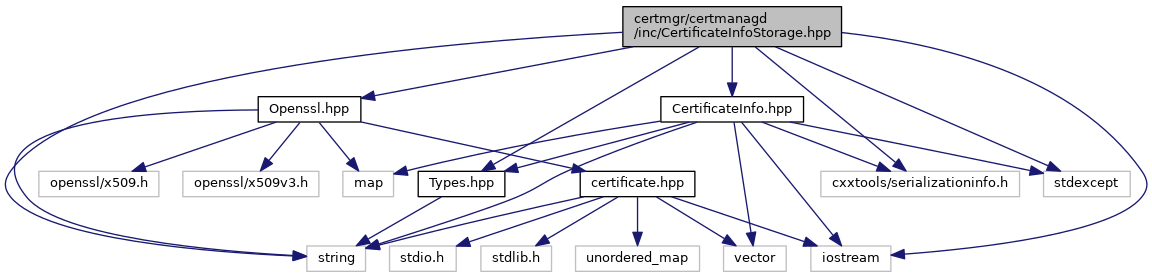 certmgr/certmanagd
/inc/CertificateInfoStorage.hpp
Openssl.hpp
CertificateInfo.hpp
openssl/x509.h
openssl/x509v3.h
map
Types.hpp
certificate.hpp
cxxtools/serializationinfo.h
stdexcept
string
stdio.h
stdlib.h
unordered_map
vector
iostream